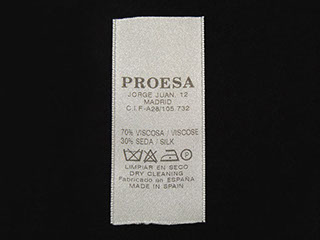 PROESA
JORGE JUAN, 12
MADRID
C.I.F.-A28/105.732
70% VISCOSA / VISCOSE
30% SEDA / SILK
P
LIMPIAR EN SECO
DRY CLEANING
Fabricado en ESPAÑA
MADE IN SPAIN